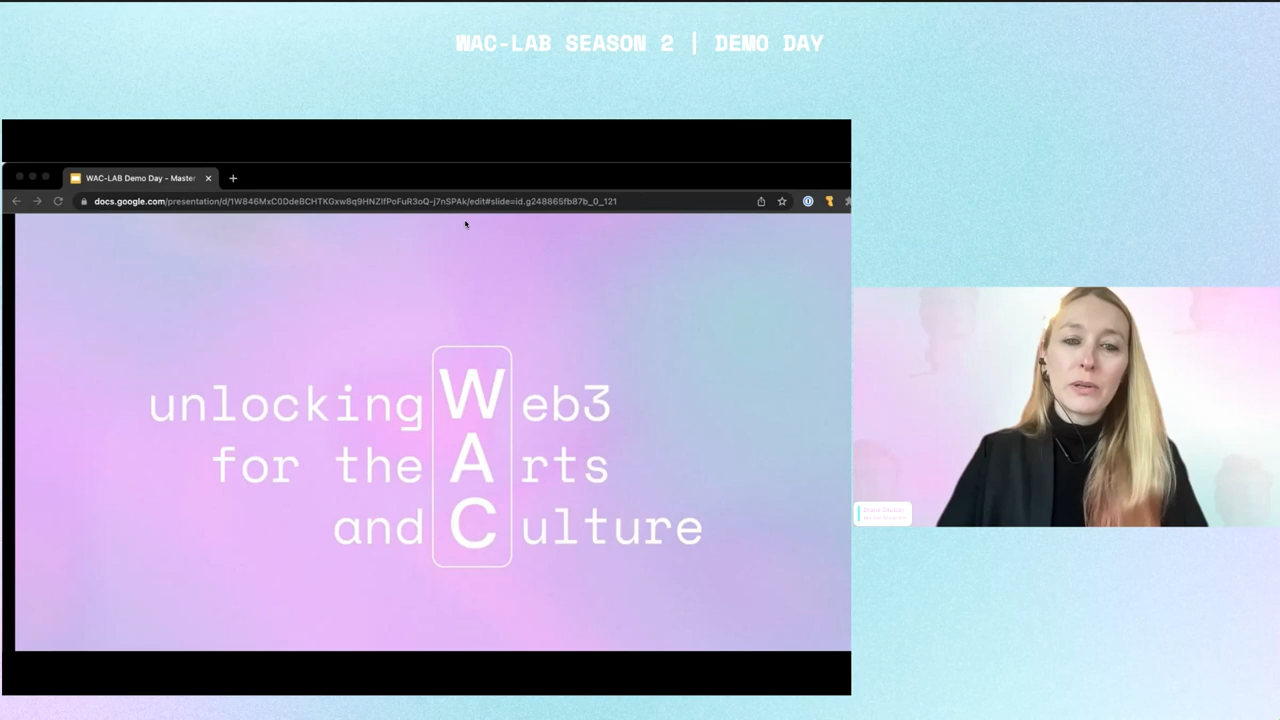 WAC-LAB SEASON 2 | DEMO DAY
WAC-LAB Demo Day - Master
docs.google.com/presentation/d/1W846MxC0DdeBCHTKGxw8q9HNZIfPoFuR3oQ-j7nSPAk/edit#slide=id.g248865fb87b_0_121
unlocking Web3
for the Arts
and Culture